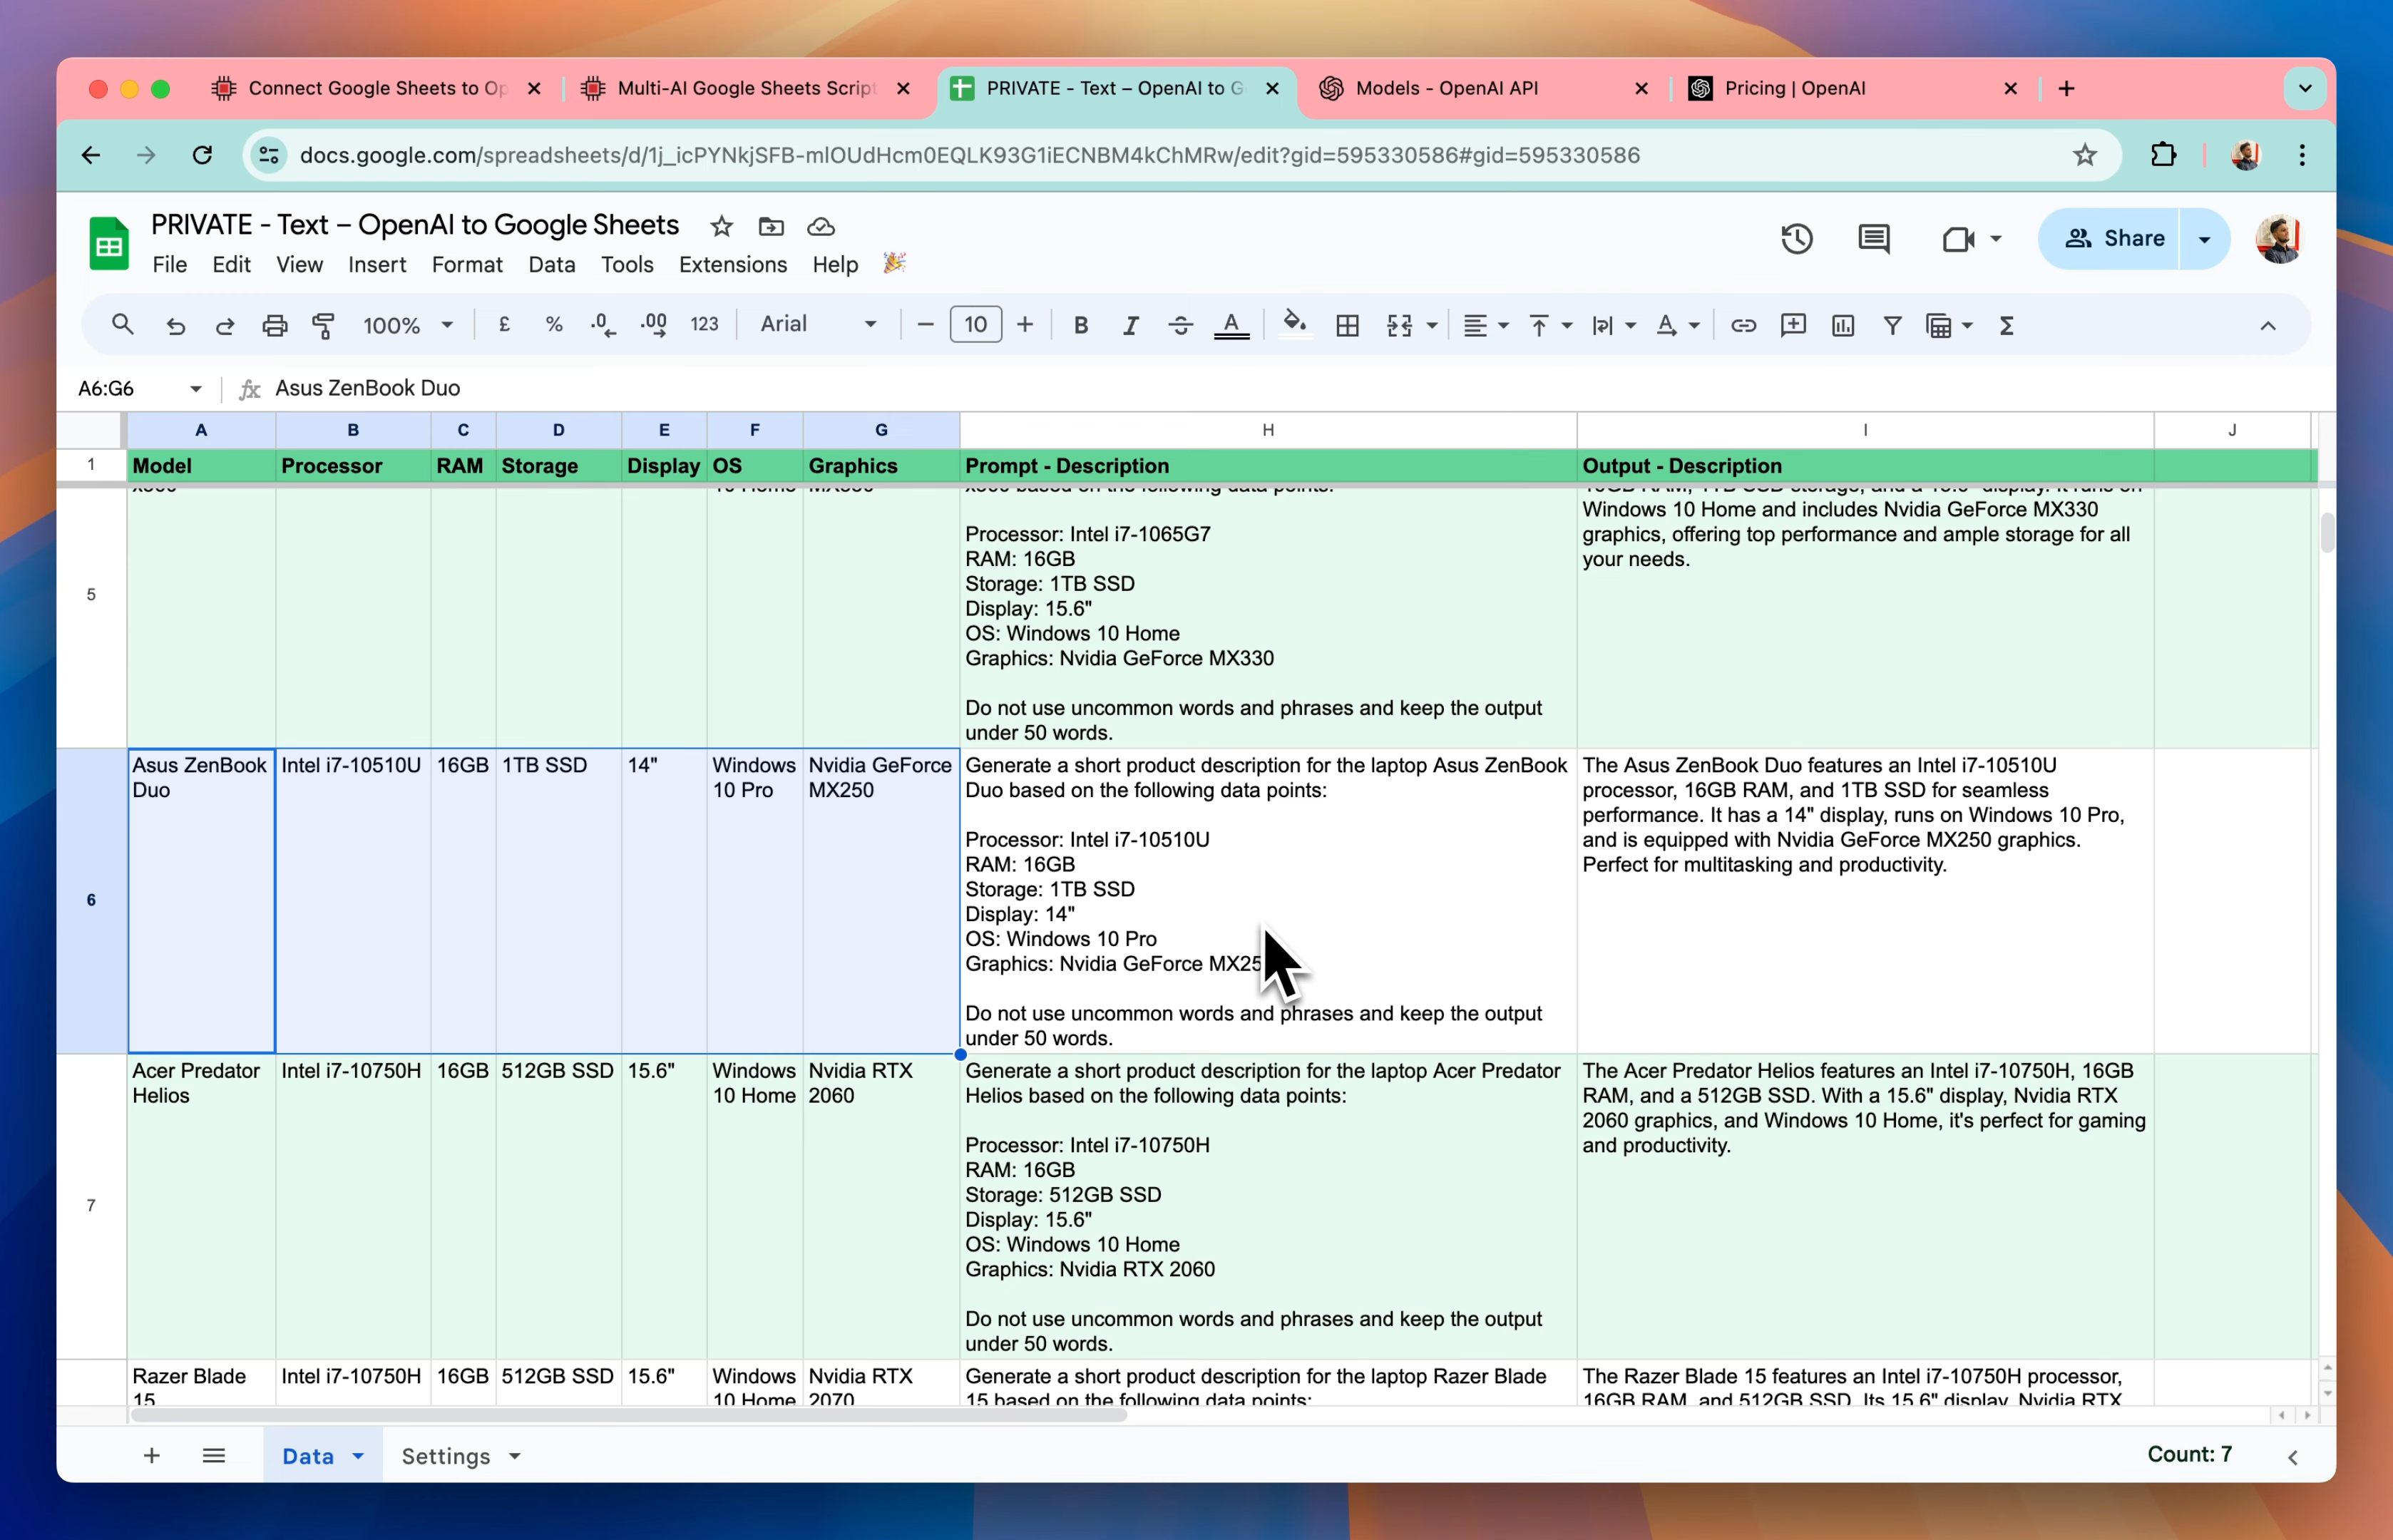 Connect Google Sheets to Op
Multi-AI Google Sheets Script
PRIVATE - Text – OpenAI to G
Models - OpenAI API
Pricing | OpenAI
docs.google.com/spreadsheets/d/1j_icPYNkjSFB-mlOUdHcm0EQLK93G1iECNBM4kChMRw/edit?gid=595330586#gid=595330586
PRIVATE - Text – OpenAI to Google Sheets
File Edit View Insert Format Data Tools Extensions Help
Share
100% £ % .0 .00 123 Arial 10 B I A
A6:G6 fx Asus ZenBook Duo
A B C D E F G H I J
1 Model Processor RAM Storage Display OS Graphics Prompt - Description Output - Description
x360 10 Home MX330 x360 based on the following data points: 16GB RAM, 1TB SSD storage, and a 15.6" display. It runs on
Windows 10 Home and includes Nvidia GeForce MX330
graphics, offering top performance and ample storage for all
your needs.
5
Processor: Intel i7-1065G7
RAM: 16GB
Storage: 1TB SSD
Display: 15.6"
OS: Windows 10 Home
Graphics: Nvidia GeForce MX330
Do not use uncommon words and phrases and keep the output
under 50 words.
6
Asus ZenBook
Duo
Intel i7-10510U
16GB
1TB SSD
14"
Windows
10 Pro
Nvidia GeForce
MX250
Generate a short product description for the laptop Asus ZenBook
Duo based on the following data points:
Processor: Intel i7-10510U
RAM: 16GB
Storage: 1TB SSD
Display: 14"
OS: Windows 10 Pro
Graphics: Nvidia GeForce MX25
Do not use uncommon words and phrases and keep the output
under 50 words.
The Asus ZenBook Duo features an Intel i7-10510U
processor, 16GB RAM, and 1TB SSD for seamless
performance. It has a 14" display, runs on Windows 10 Pro,
and is equipped with Nvidia GeForce MX250 graphics.
Perfect for multitasking and productivity.
7
Acer Predator
Helios
Intel i7-10750H
16GB
512GB SSD
15.6"
Windows
10 Home
Nvidia RTX
2060
Generate a short product description for the laptop Acer Predator
Helios based on the following data points:
Processor: Intel i7-10750H
RAM: 16GB
Storage: 512GB SSD
Display: 15.6"
OS: Windows 10 Home
Graphics: Nvidia RTX 2060
Do not use uncommon words and phrases and keep the output
under 50 words.
The Acer Predator Helios features an Intel i7-10750H, 16GB
RAM, and a 512GB SSD. With a 15.6" display, Nvidia RTX
2060 graphics, and Windows 10 Home, it's perfect for gaming
and productivity.
Razer Blade
15
Intel i7-10750H
16GB
512GB SSD
15.6"
Windows
10 Home
Nvidia RTX
2070
Generate a short product description for the laptop Razer Blade
15 based on the following data points:
The Razer Blade 15 features an Intel i7-10750H processor,
16GB RAM, and 512GB SSD. Its 15.6" display, Nvidia RTX
Data Settings Count: 7